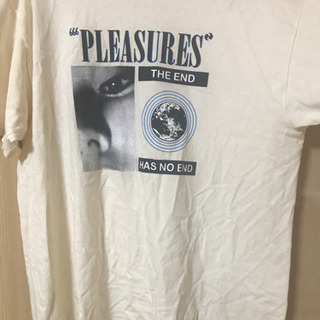 "“PLEASURES”
THE END
HAS NO END